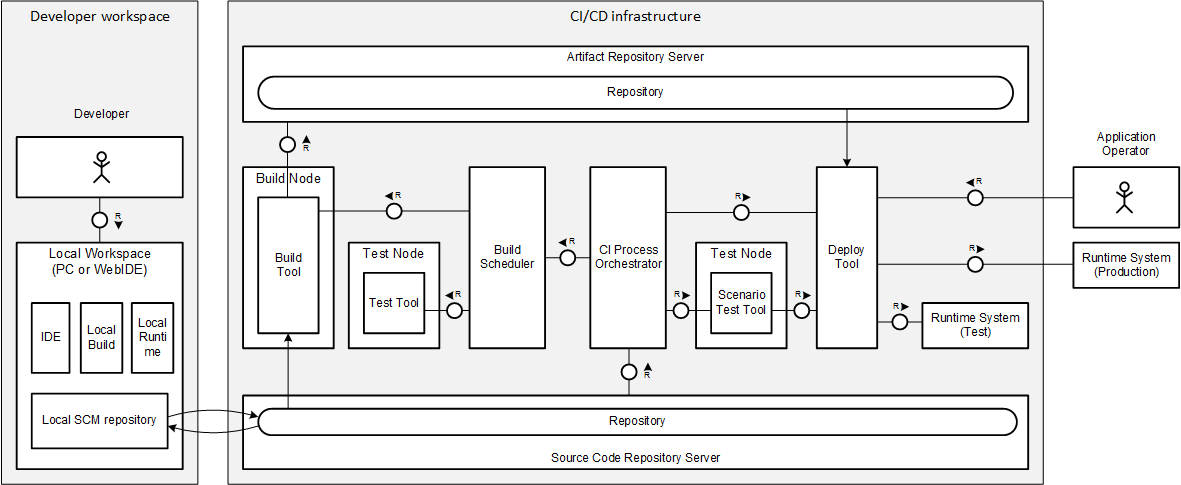 Developer workspace
CI/CD infrastructure
Artifact Repository Server
Repository
Developer
R
Application
Operator
Build Node
R
R
R
R
Build
Tool
Build
Scheduler
R
CI Process
Orchestrator
Deploy
Tool
R
Local Workspace
(PC or WebIDE)
Test Node
Test Node
Runtime System
(Production)
Test Tool
R
R
Scenario
Test Tool
R
R
Runtime System
(Test)
IDE
Local
Build
Local
Runti
me
R
Local SCM repository
Repository
Source Code Repository Server